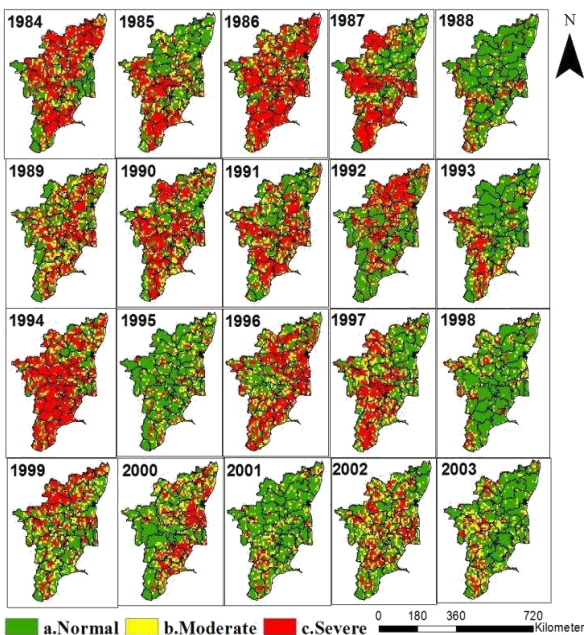 1984 1985 1986 1987 1988 N
1989 1990 1991 1992 1993
1994 1995 1996 1997 1998
1999 2000 2001 2002 2003
a.Normal b.Moderate c.Severe 0 180 360 720
Kilometer